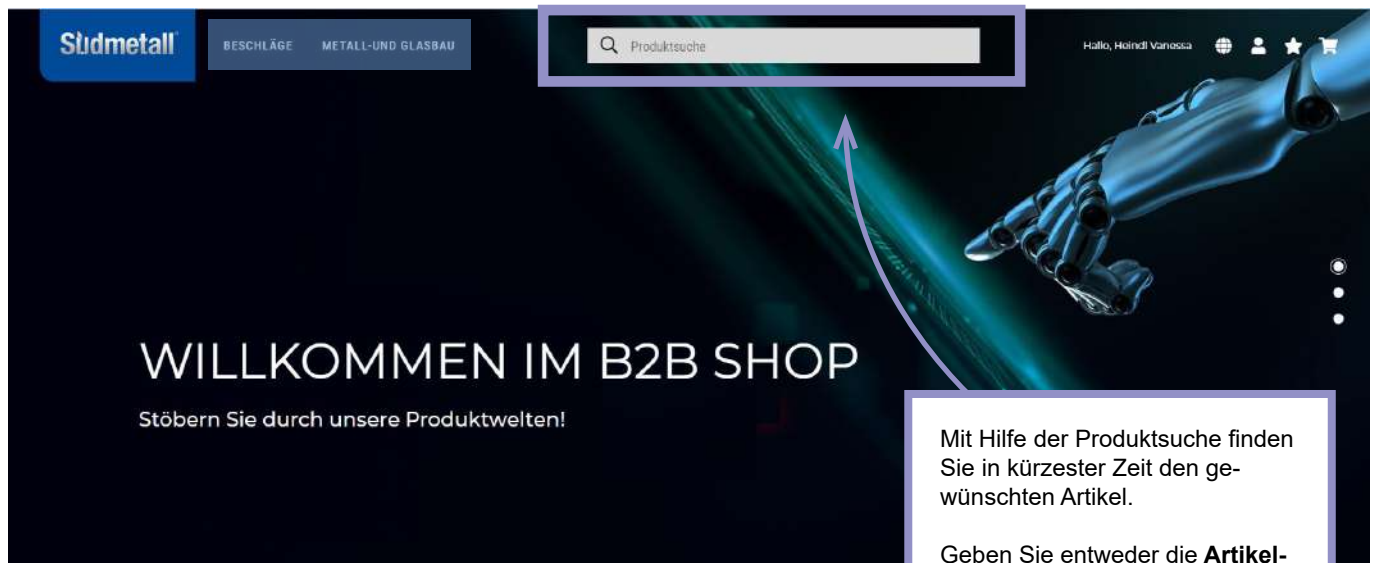 Südmetall
BESCHLÄGE METALL-UND GLASBAU
Produktsuche
Hallo, Heindl Vanessa
WILLKOMMEN IM B2B SHOP
Stöbern Sie durch unsere Produktwelten!
Mit Hilfe der Produktsuche finden
Sie in kürzester Zeit den ge-
wünschten Artikel.
Geben Sie entweder die Artikel-